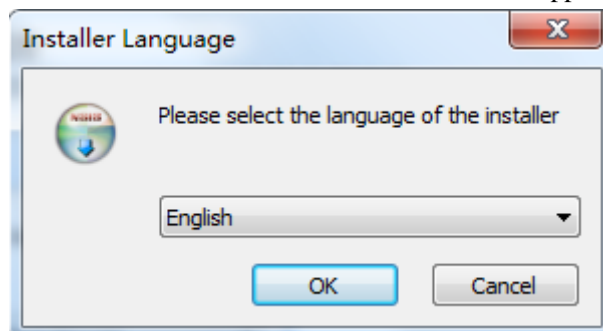 Installer Language
Please select the language of the installer
English
OK
Cancel